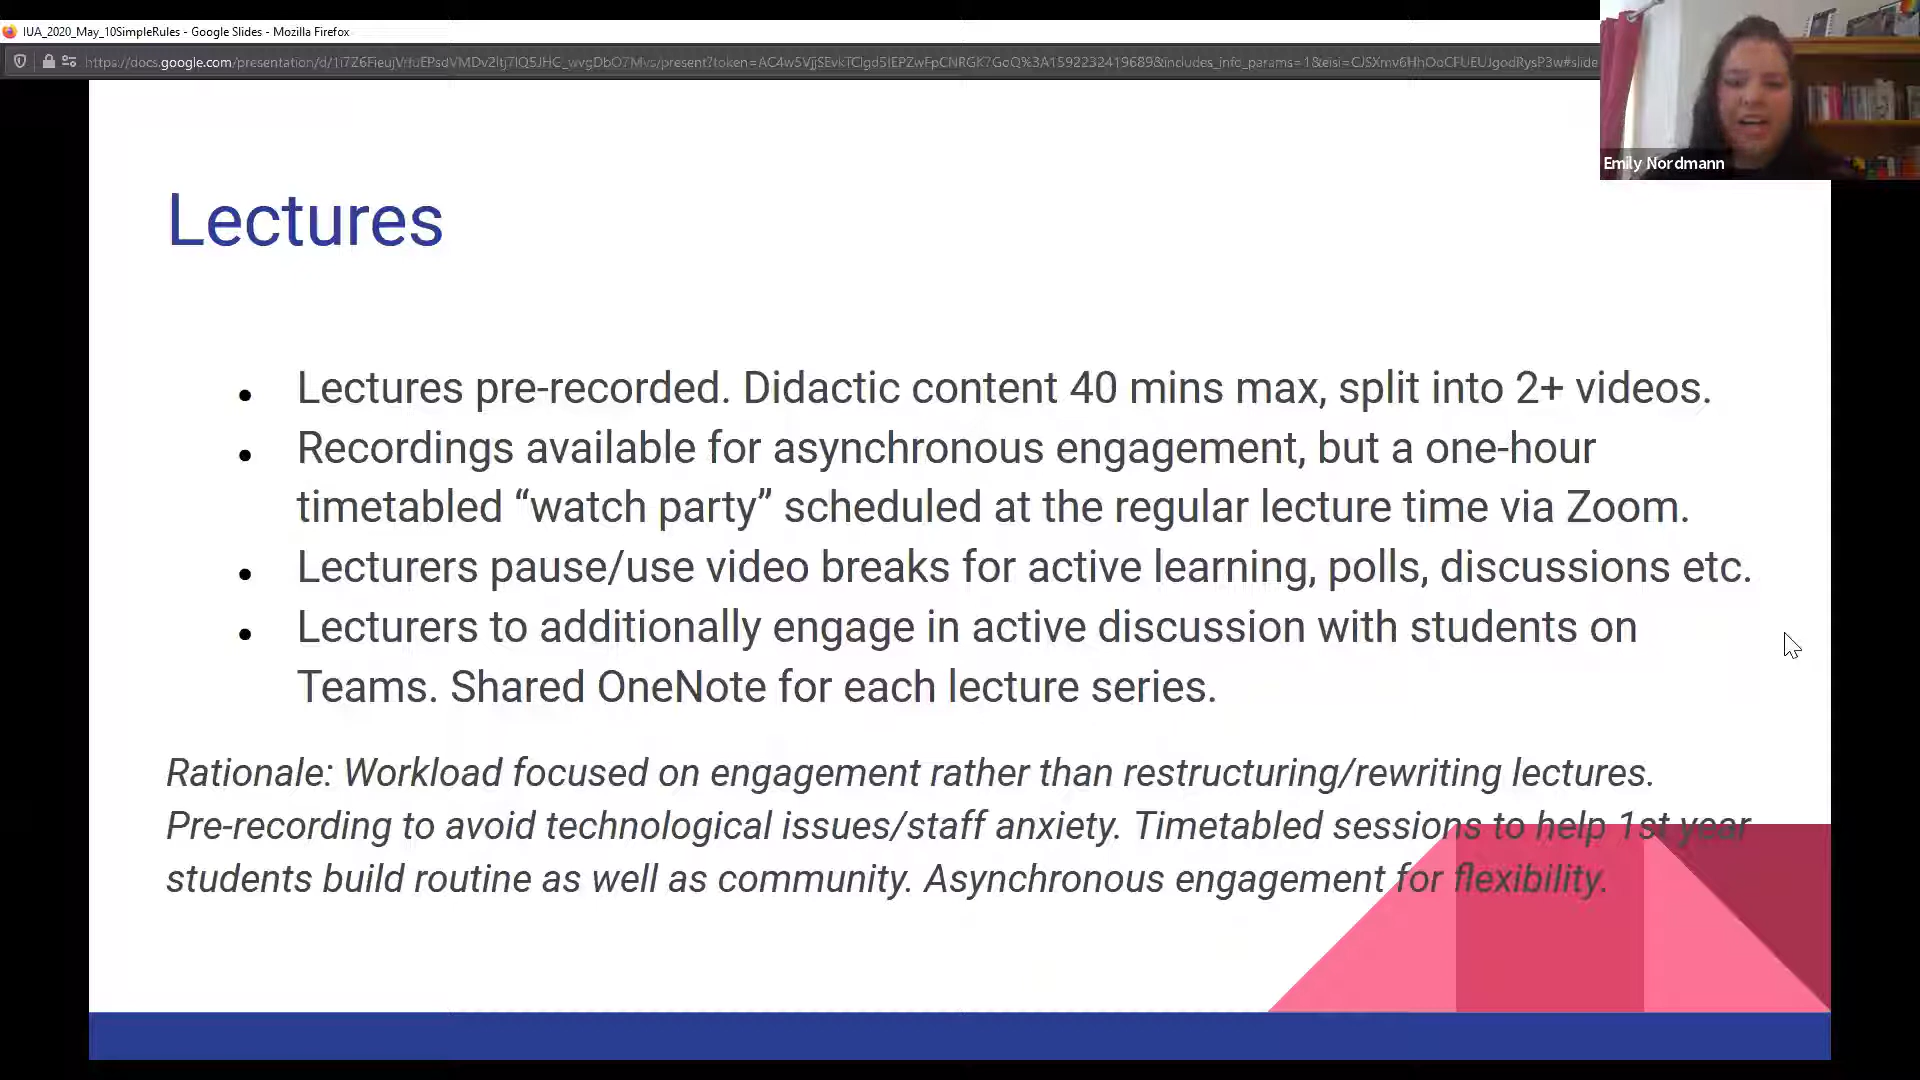 IUA_2020_May_10SimpleRules - Google Slides - Mozilla Firefox
Emily Nordmann
Lectures
• Lectures pre-recorded. Didactic content 40 mins max, split into 2+ videos.
• Recordings available for asynchronous engagement, but a one-hour
timetabled “watch party” scheduled at the regular lecture time via Zoom.
• Lecturers pause/use video breaks for active learning, polls, discussions etc.
• Lecturers to additionally engage in active discussion with students on
Teams. Shared OneNote for each lecture series.
Rationale: Workload focused on engagement rather than restructuring/rewriting lectures.
Pre-recording to avoid technological issues/staff anxiety. Timetabled sessions to help 1st year
students build routine as well as community. Asynchronous engagement for flexibility.